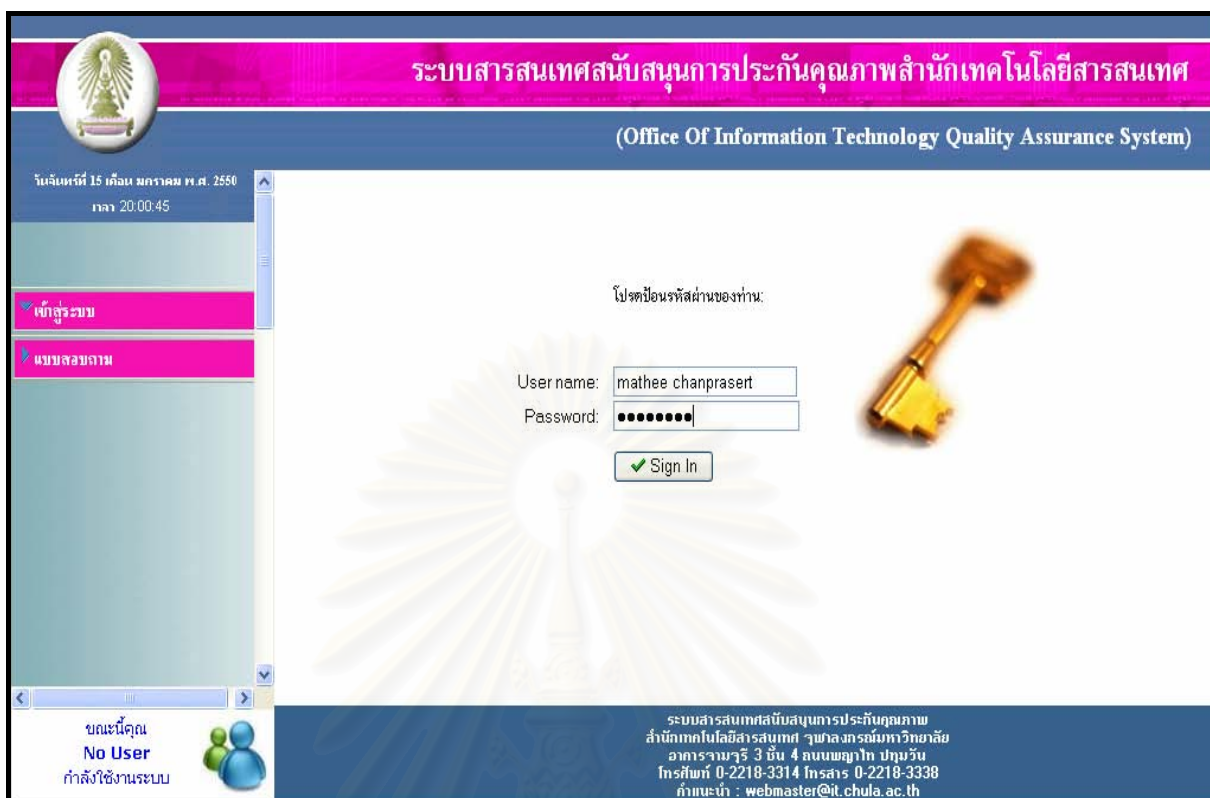 ระบบสารสนเทศสนับสนุนการประกันคุณภาพสำนักเทคโนโลยีสารสนเทศ
(Office Of Information Technology Quality Assurance System)
วันจันทร์ที่ 15 เดือน มกราคม พ.ศ. 2550
เวลา 20:00:45
เข้าสู่ระบบ
แบบสอบถาม
โปรดป้อนรหัสผ่านของท่าน:
User name: mathee chanprasert
Password: ●●●●●●●●
Sign In
ขณะนี้คุณ
No User
กำลังใช้งานระบบ
ระบบสารสนเทศสนับสนุนการประกันคุณภาพ
สำนักเทคโนโลยีสารสนเทศ จุฬาลงกรณ์มหาวิทยาลัย
อาคารจามจุรี 3 ชั้น 4 ถนนพญาไท ปทุมวัน
โทรศัพท์ 0-2218-3314 โทรสาร 0-2218-3338
คำแนะนำ : webmaster@it.chula.ac.th